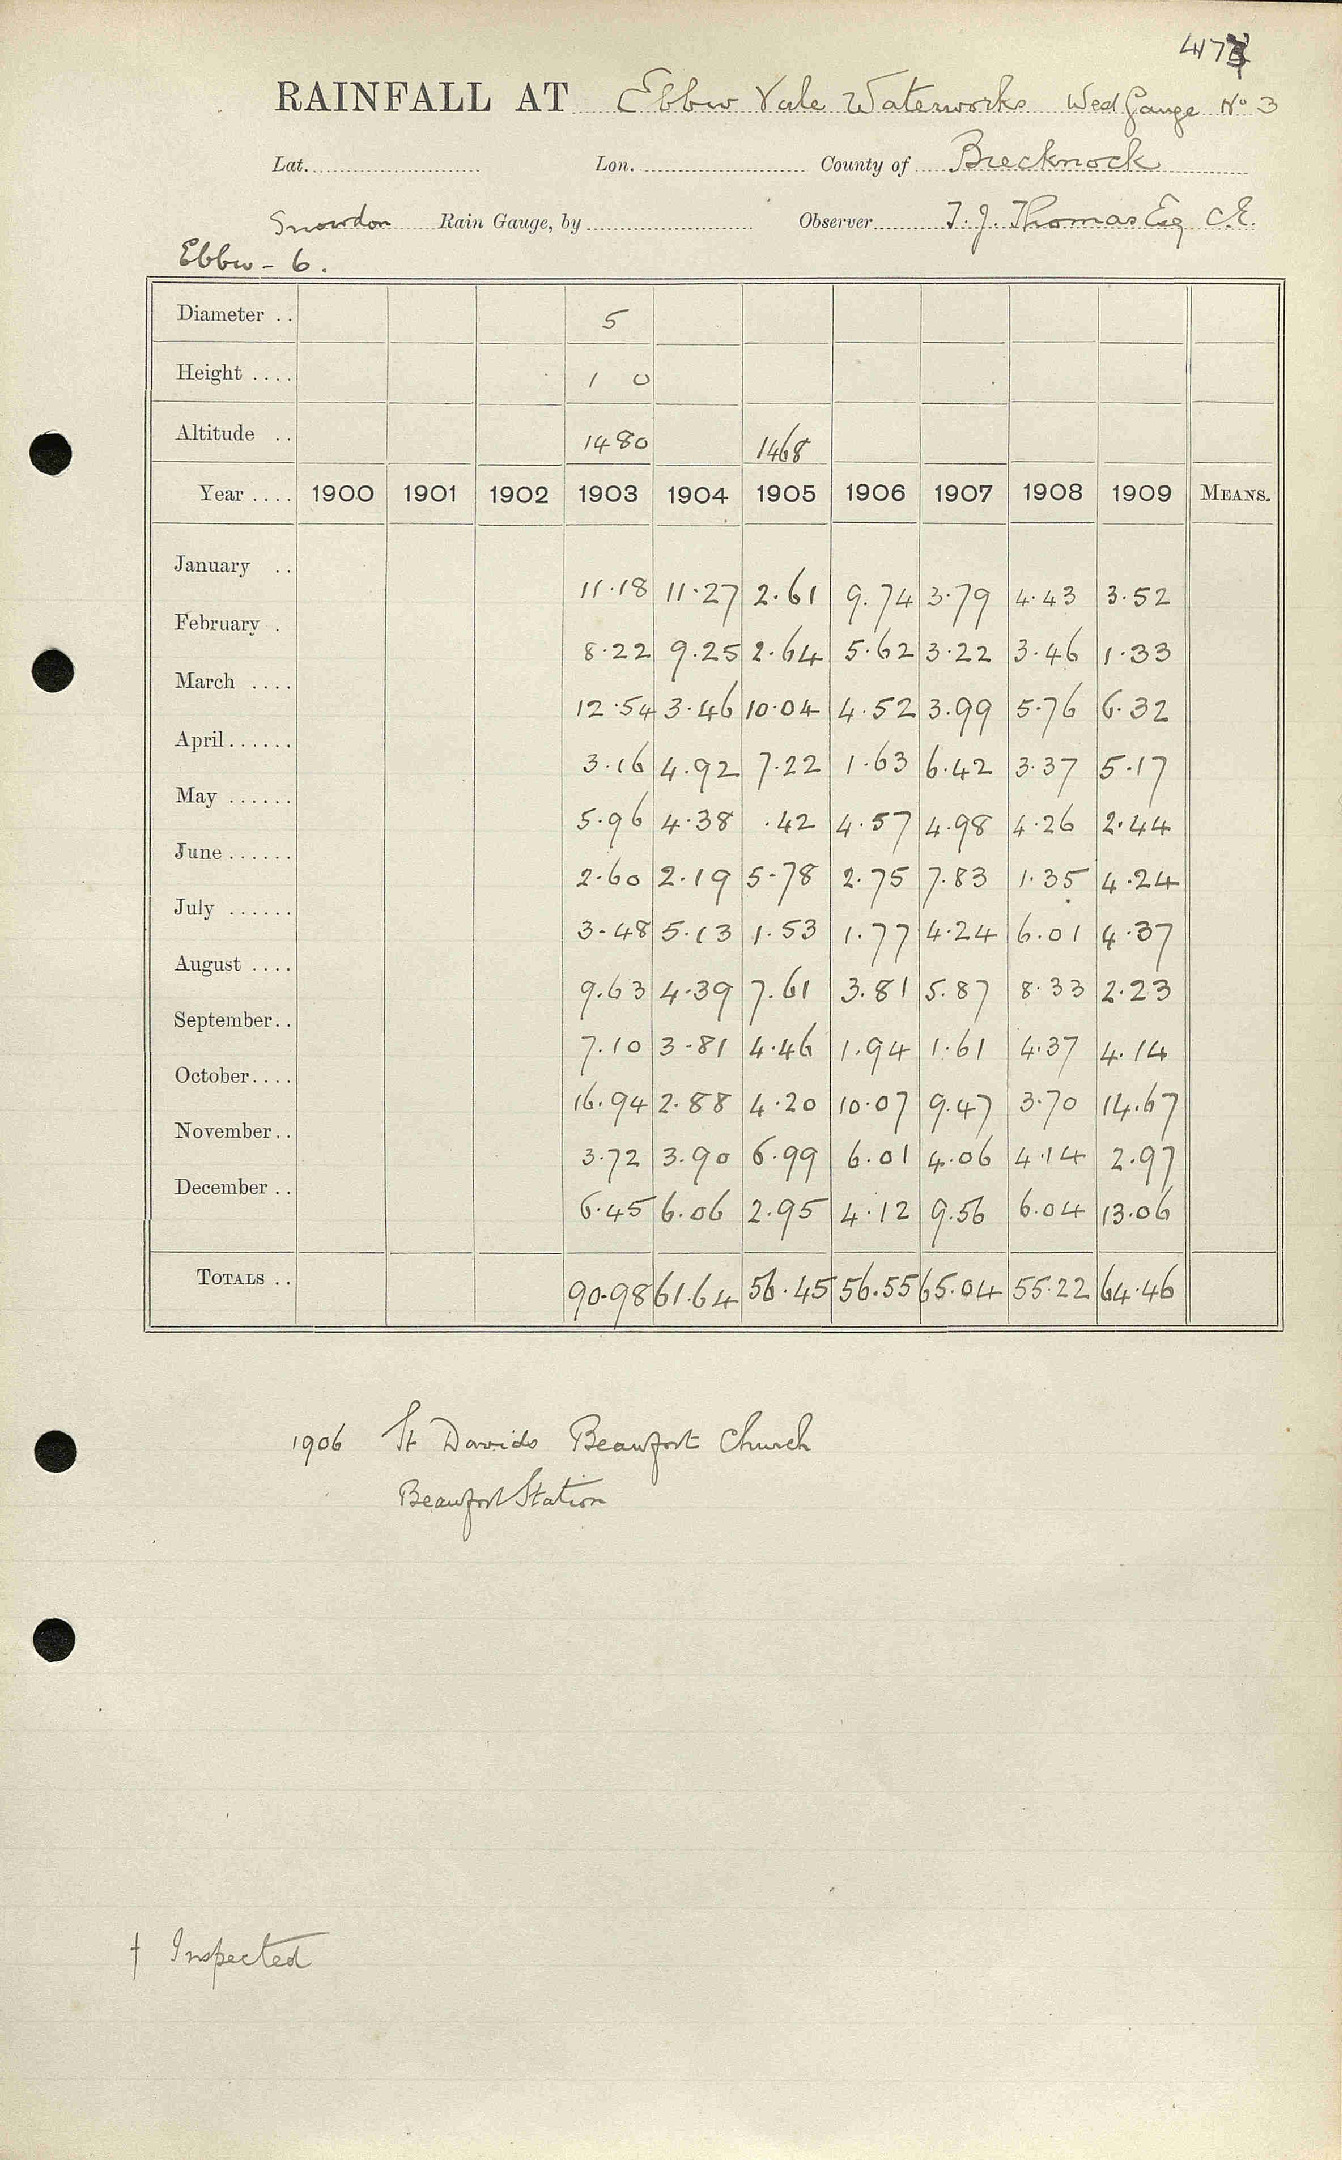 417
RAINFALL AT Ebbw Vale Waterworks Wed Gauge No 3
Lat. Lon. County of Brecknock
Snowdon Rain Gauge, by Observer T. J. Thomas Esq C.E.
Ebbw - 6.
Diameter .. 5
Height .... 1 0
Altitude .. 1480 1468
Year .... 1900 1901 1902 1903 1904 1905 1906 1907 1908 1909 MEANS.
January .. 11.18 11.27 2.61 9.74 3.79 4.43 3.52
February . 8.22 9.25 2.64 5.62 3.22 3.46 1.33
March .... 12.54 3.46 10.04 4.52 3.99 5.76 6.32
April...... 3.16 4.92 7.22 1.63 6.42 3.37 5.17
May ...... 5.96 4.38 .42 4.57 4.98 4.26 2.44
June...... 2.60 2.19 5.78 2.75 7.83 1.35 4.24
July ...... 3.48 5.13 1.53 1.77 4.24 6.01 4.37
August .... 9.63 4.39 7.61 3.81 5.87 8.33 2.23
September.. 7.10 3.81 4.46 1.94 1.61 4.37 4.14
October.... 16.94 2.88 4.20 10.07 9.47 3.70 14.67
November.. 3.72 3.90 6.99 6.01 4.06 4.14 2.97
December .. 6.45 6.06 2.95 4.12 9.56 6.04 13.06
TOTALS .. 90.98 61.64 56.45 56.55 65.04 55.22 64.46
1906 St Davids Beaufort Church
Beaufort Station
† Inspected